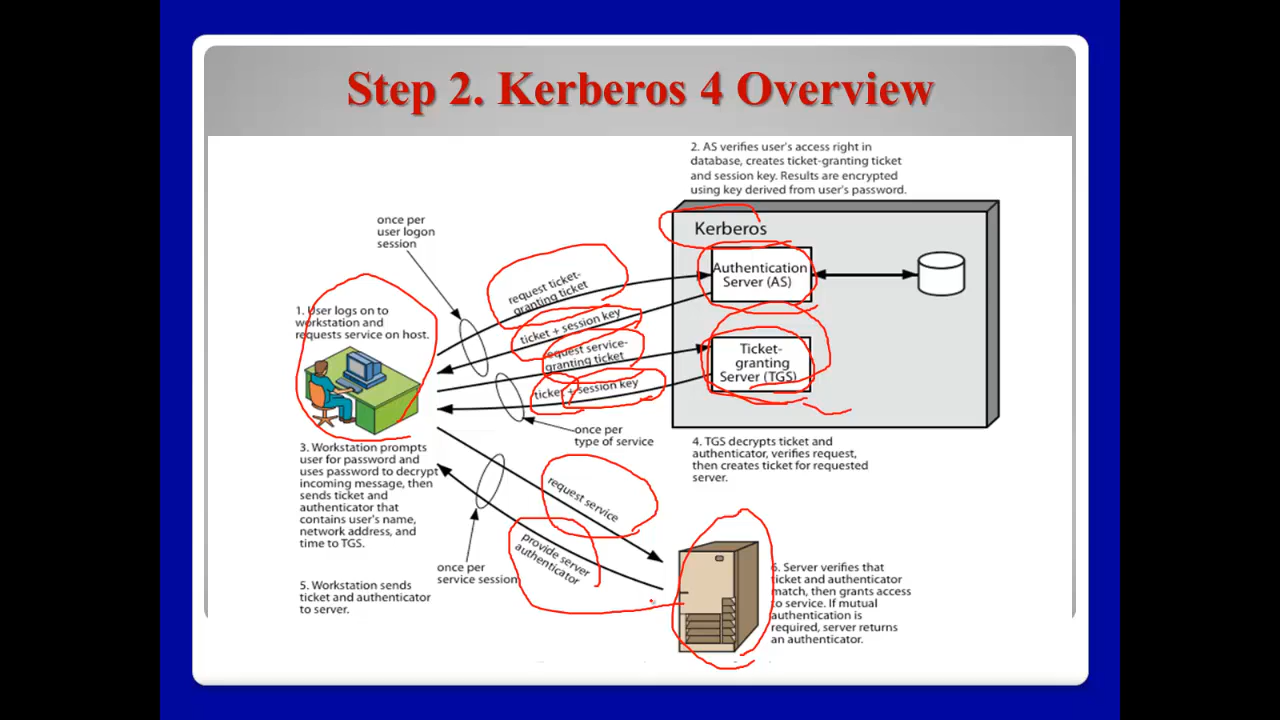 Step 2. Kerberos 4 Overview
2. AS verifies user's access right in
database, creates ticket-granting ticket
and session key. Results are encrypted
using key derived from user's password.
once per
user logon
session
Kerberos
request ticket-
granting ticket
Authentication
Server (AS)
1. User logs on to
workstation and
requests service on host.
ticket + session key
request service-
granting ticket
Ticket-
granting
Server (TGS)
ticket + session key
once per
type of service
3. Workstation prompts
user for password and
uses password to decrypt
incoming message, then
sends ticket and
authenticator that
contains user's name,
network address, and
time to TGS.
4. TGS decrypts ticket and
authenticator, verifies request,
then creates ticket for requested
server.
request service
provide server
authenticator
once per
service session
5. Workstation sends
ticket and authenticator
to server.
6. Server verifies that
ticket and authenticator
match, then grants access
to service. If mutual
authentication is
required, server returns
an authenticator.